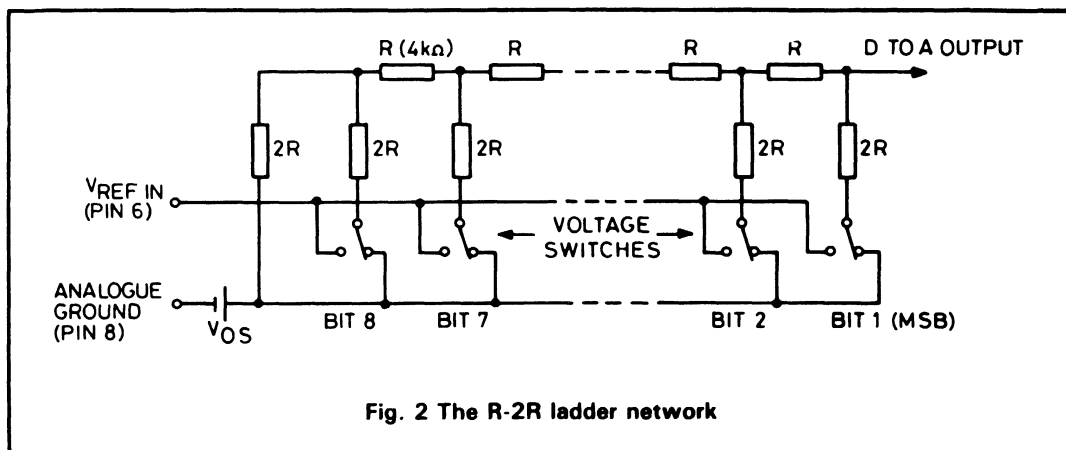 R (4kΩ) R R R D TO A OUTPUT
2R 2R 2R 2R 2R
VREF IN
(PIN 6)
VOLTAGE
SWITCHES
ANALOGUE
GROUND
(PIN 8)
VOS
BIT 8 BIT 7 BIT 2 BIT 1 (MSB)
Fig. 2 The R-2R ladder network